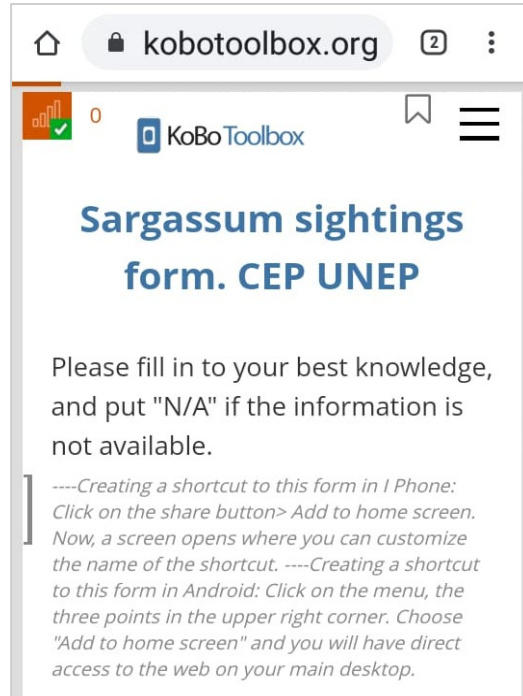 kobotoolbox.org
2
0
KoBoToolbox
Sargassum sightings
form. CEP UNEP
Please fill in to your best knowledge,
and put "N/A" if the information is
not available.
----Creating a shortcut to this form in I Phone:
Click on the share button> Add to home screen.
Now, a screen opens where you can customize
the name of the shortcut. ----Creating a shortcut
to this form in Android: Click on the menu, the
three points in the upper right corner. Choose
"Add to home screen" and you will have direct
access to the web on your main desktop.